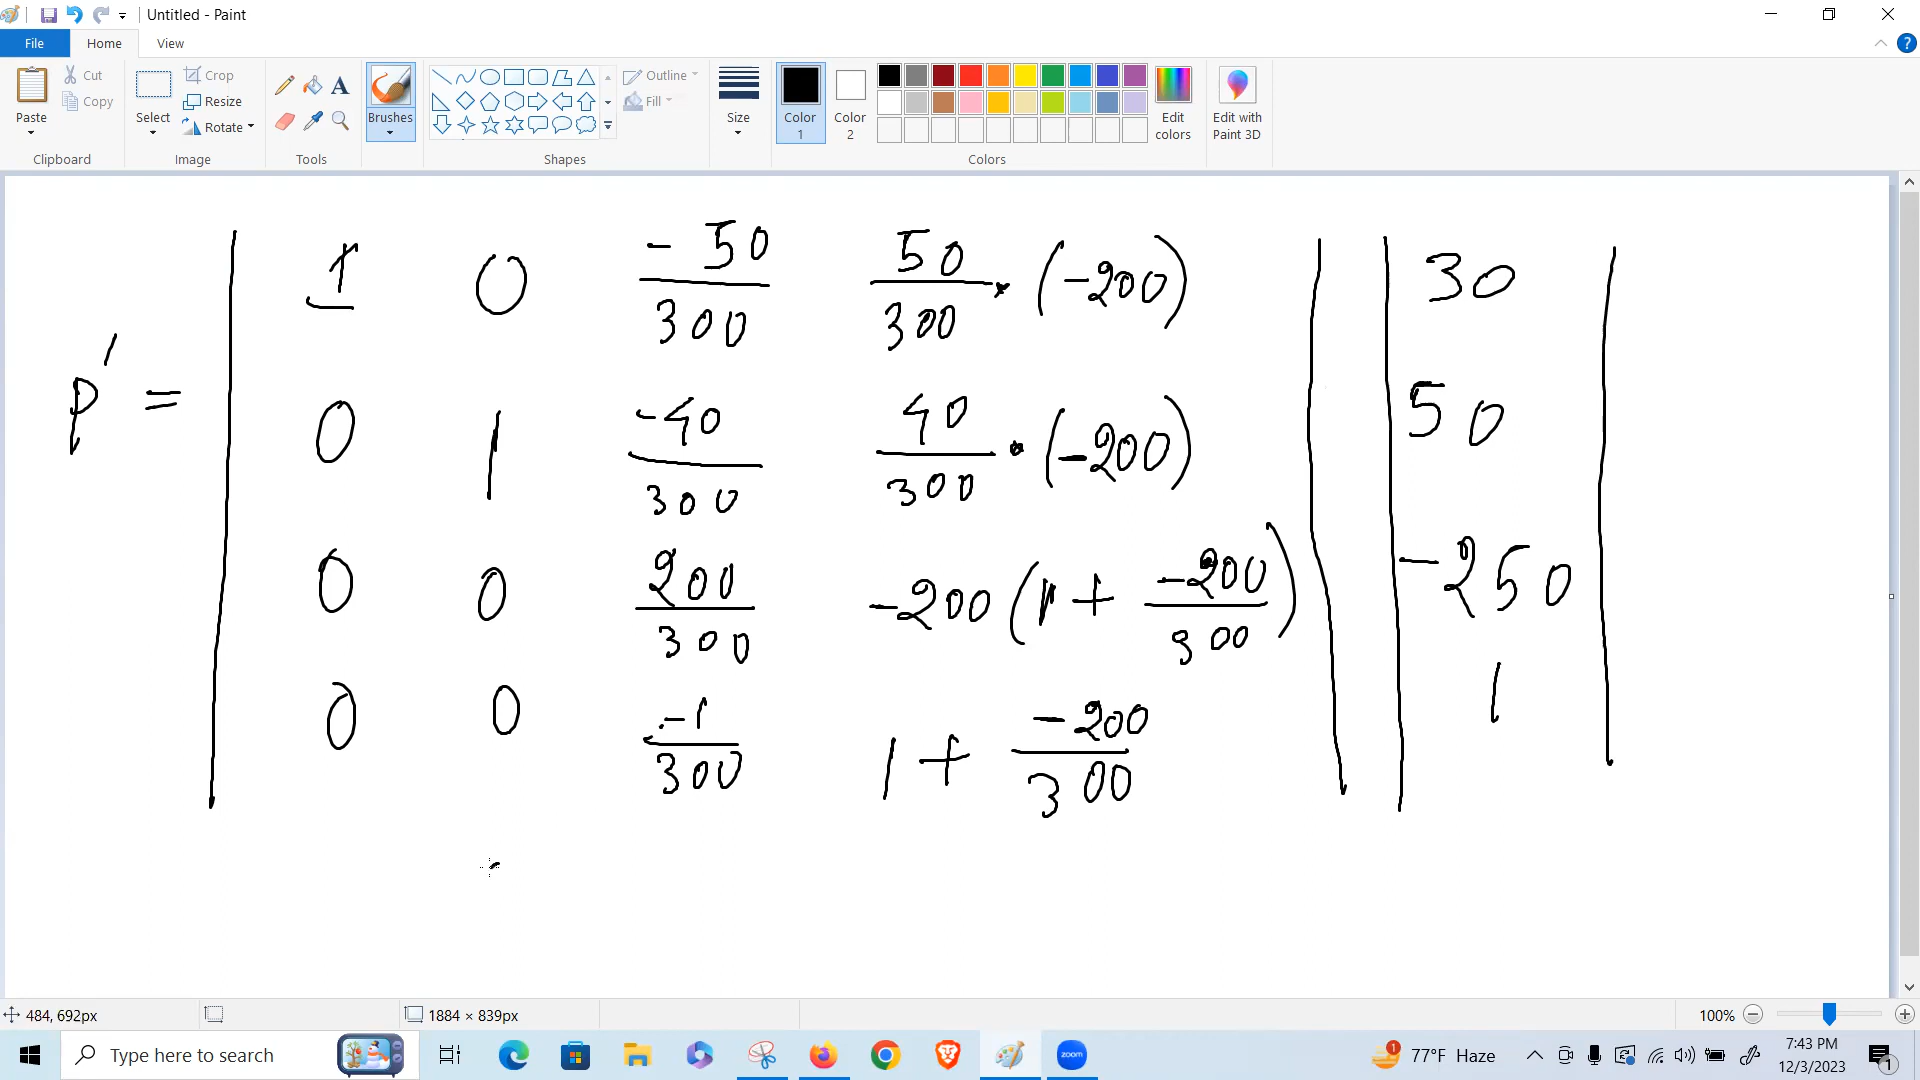 Untitled - Paint
File Home View
Paste Cut Copy Select Crop Resize Rotate Brushes Outline Fill Size Color 1 Color 2 Edit colors Edit with Paint 3D
Clipboard Image Tools Shapes Colors
1 0 -50/300 50/300 · (-200) 30
P' =
0 1 -40/300 40/300 · (-200) 50
0 0 200/300 -200 (1 + -200/300) -250
0 0 -1/300 1 + -200/300 1
484, 692px 1884 × 839px 100%
Type here to search zoom 1 77°F Haze 7:43 PM
12/3/2023 1